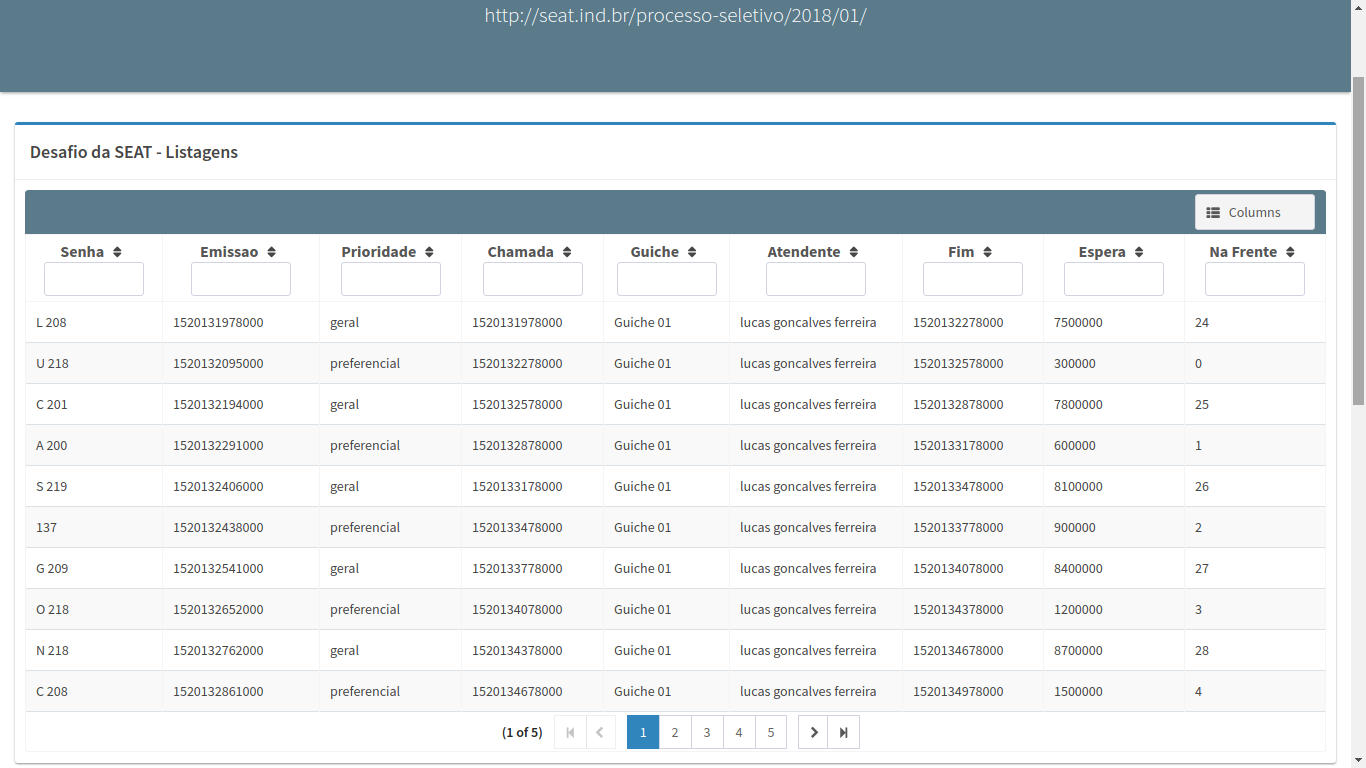 http://seat.ind.br/processo-seletivo/2018/01/
Desafio da SEAT - Listagens
Columns
Senha Emissao Prioridade Chamada Guiche Atendente Fim Espera Na Frente
L 208 1520131978000 geral 1520131978000 Guiche 01 lucas goncalves ferreira 1520132278000 7500000 24
U 218 1520132095000 preferencial 1520132278000 Guiche 01 lucas goncalves ferreira 1520132578000 300000 0
C 201 1520132194000 geral 1520132578000 Guiche 01 lucas goncalves ferreira 1520132878000 7800000 25
A 200 1520132291000 preferencial 1520132878000 Guiche 01 lucas goncalves ferreira 1520133178000 600000 1
S 219 1520132406000 geral 1520133178000 Guiche 01 lucas goncalves ferreira 1520133478000 8100000 26
137 1520132438000 preferencial 1520133478000 Guiche 01 lucas goncalves ferreira 1520133778000 900000 2
G 209 1520132541000 geral 1520133778000 Guiche 01 lucas goncalves ferreira 1520134078000 8400000 27
O 218 1520132652000 preferencial 1520134078000 Guiche 01 lucas goncalves ferreira 1520134378000 1200000 3
N 218 1520132762000 geral 1520134378000 Guiche 01 lucas goncalves ferreira 1520134678000 8700000 28
C 208 1520132861000 preferencial 1520134678000 Guiche 01 lucas goncalves ferreira 1520134978000 1500000 4
(1 of 5) 1 2 3 4 5